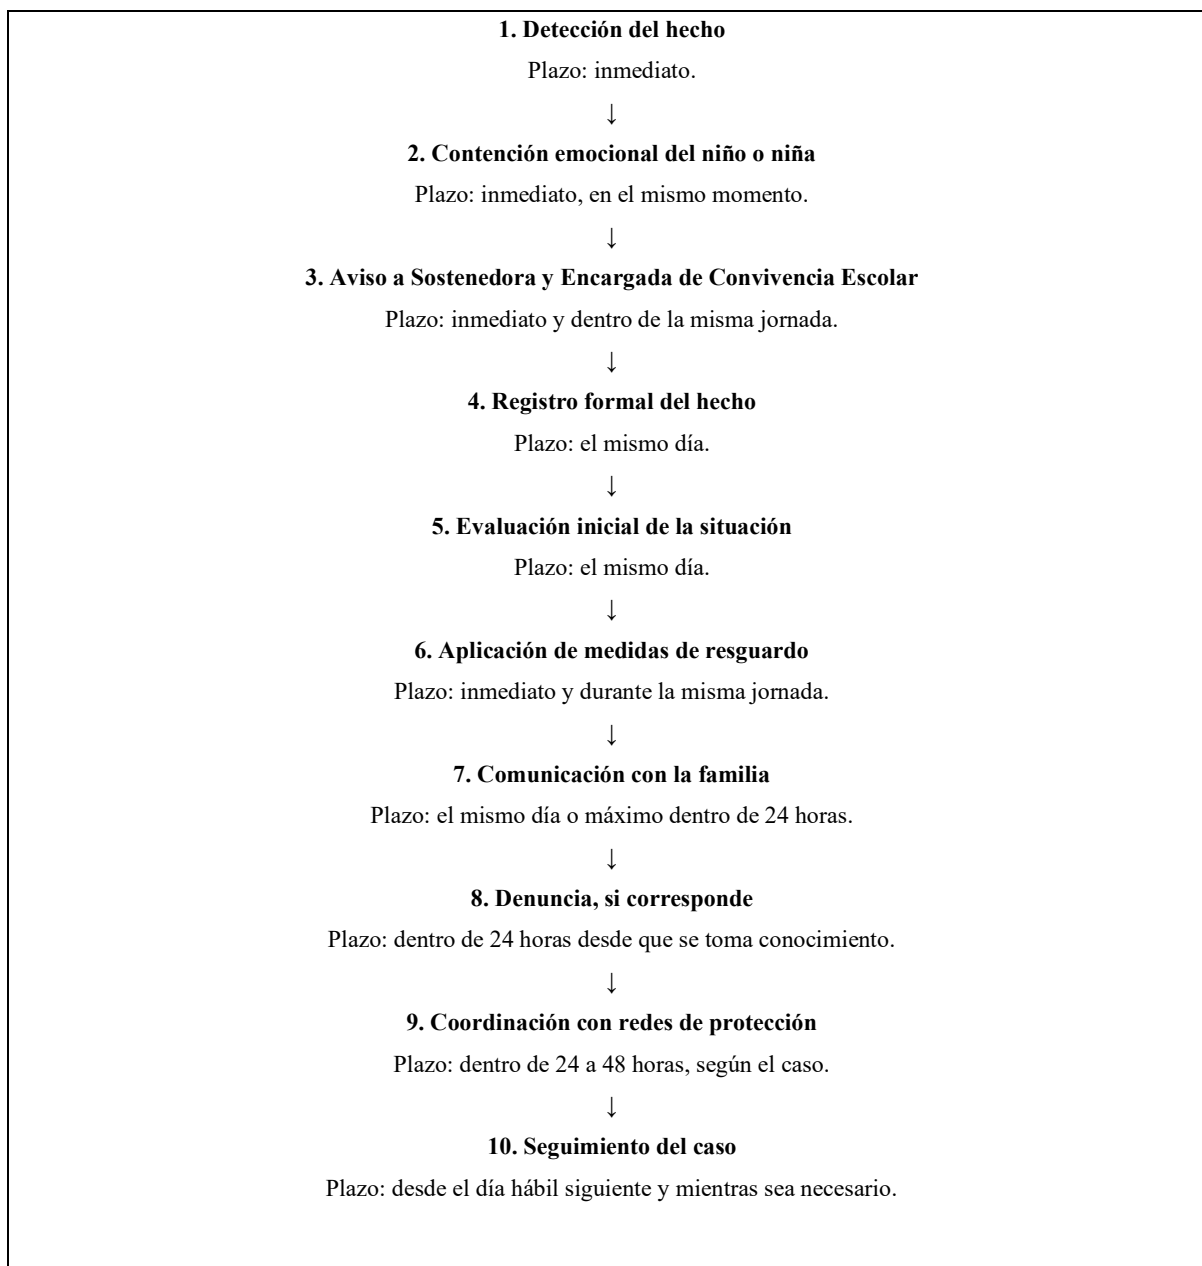 1. Detección del hecho
Plazo: inmediato.
↓
2. Contención emocional del niño o niña
Plazo: inmediato, en el mismo momento.
↓
3. Aviso a Sostenedora y Encargada de Convivencia Escolar
Plazo: inmediato y dentro de la misma jornada.
↓
4. Registro formal del hecho
Plazo: el mismo día.
↓
5. Evaluación inicial de la situación
Plazo: el mismo día.
↓
6. Aplicación de medidas de resguardo
Plazo: inmediato y durante la misma jornada.
↓
7. Comunicación con la familia
Plazo: el mismo día o máximo dentro de 24 horas.
↓
8. Denuncia, si corresponde
Plazo: dentro de 24 horas desde que se toma conocimiento.
↓
9. Coordinación con redes de protección
Plazo: dentro de 24 a 48 horas, según el caso.
↓
10. Seguimiento del caso
Plazo: desde el día hábil siguiente y mientras sea necesario.